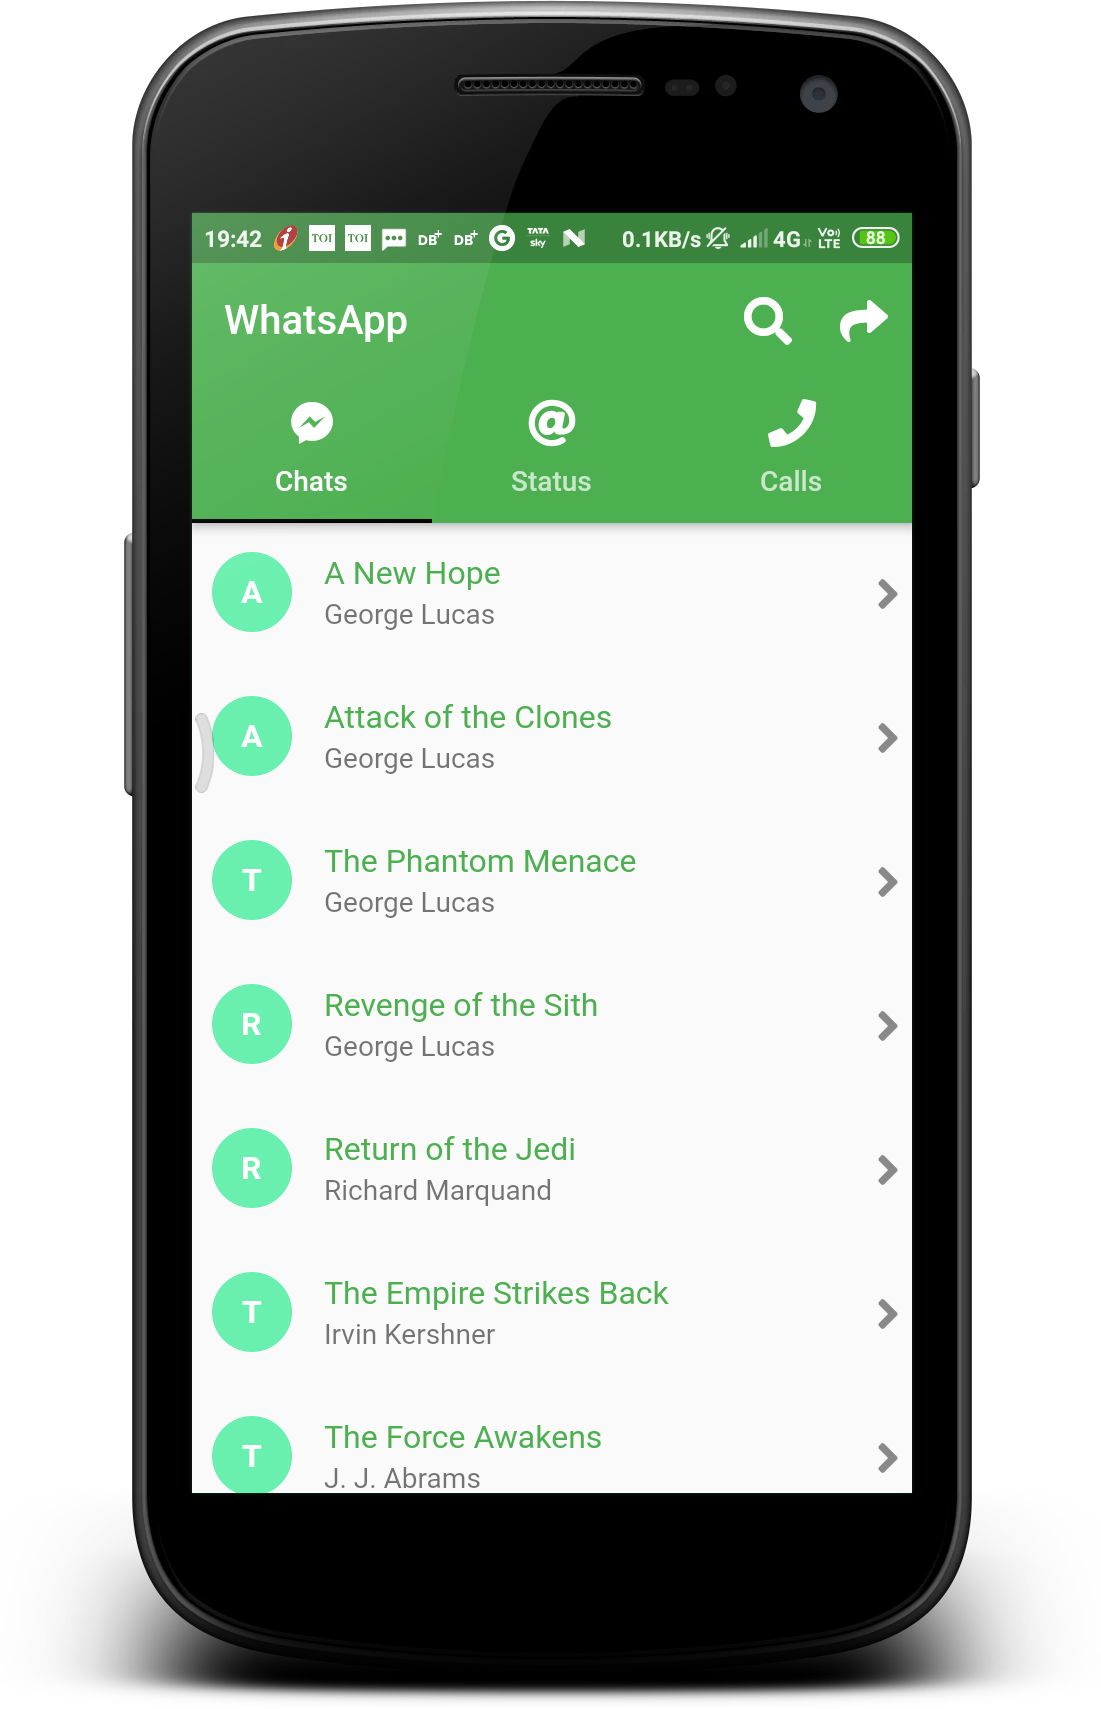 19:42 i TOI TOI DB+ DB+ G TATA sky N 0.1KB/s 4G VoLTE 88
WhatsApp
Chats Status Calls
A A New Hope
George Lucas
A Attack of the Clones
George Lucas
T The Phantom Menace
George Lucas
R Revenge of the Sith
George Lucas
R Return of the Jedi
Richard Marquand
T The Empire Strikes Back
Irvin Kershner
T The Force Awakens
J. J. Abrams